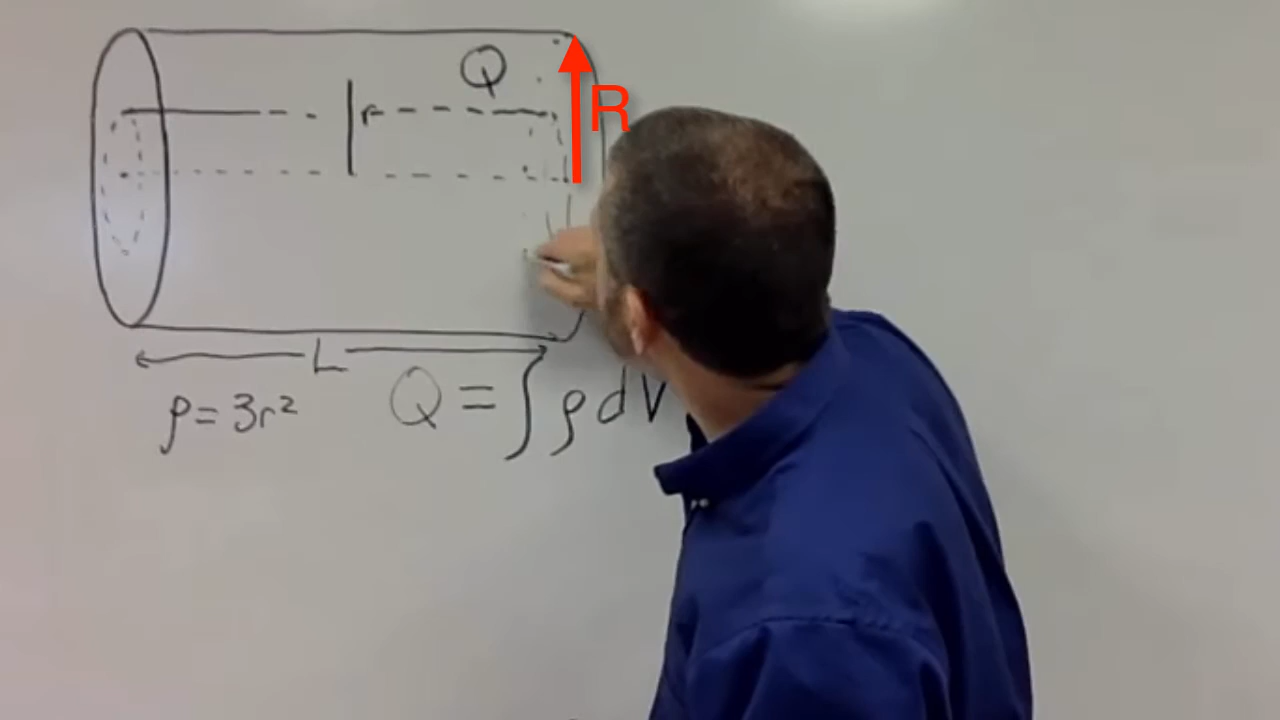 Q
R
r
L
ρ = 3r²
Q = ∫ρ dV